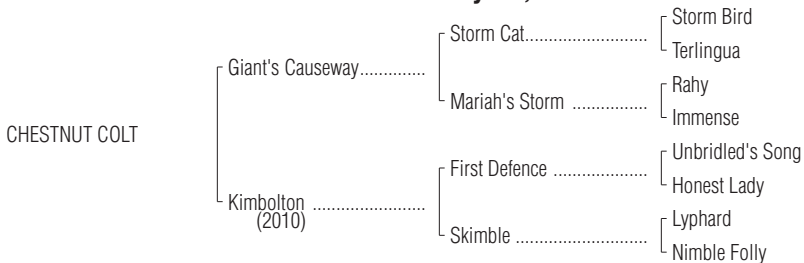 Storm Bird
Storm Cat..........................
Terlingua
Giant's Causeway..............
Rahy
Mariah's Storm ................
Immense
CHESTNUT COLT
Unbridled's Song
First Defence ....................
Honest Lady
Kimbolton ........................
(2010)
Lyphard
Skimble ............................
Nimble Folly